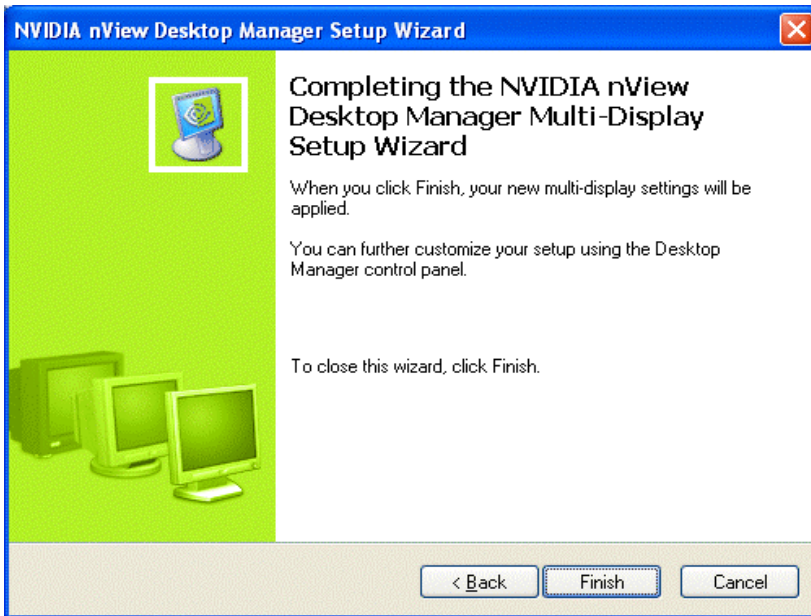 NVIDIA nView Desktop Manager Setup Wizard
Completing the NVIDIA nView
Desktop Manager Multi-Display
Setup Wizard
When you click Finish, your new multi-display settings will be
applied.
You can further customize your setup using the Desktop
Manager control panel.
To close this wizard, click Finish.
< Back Finish Cancel